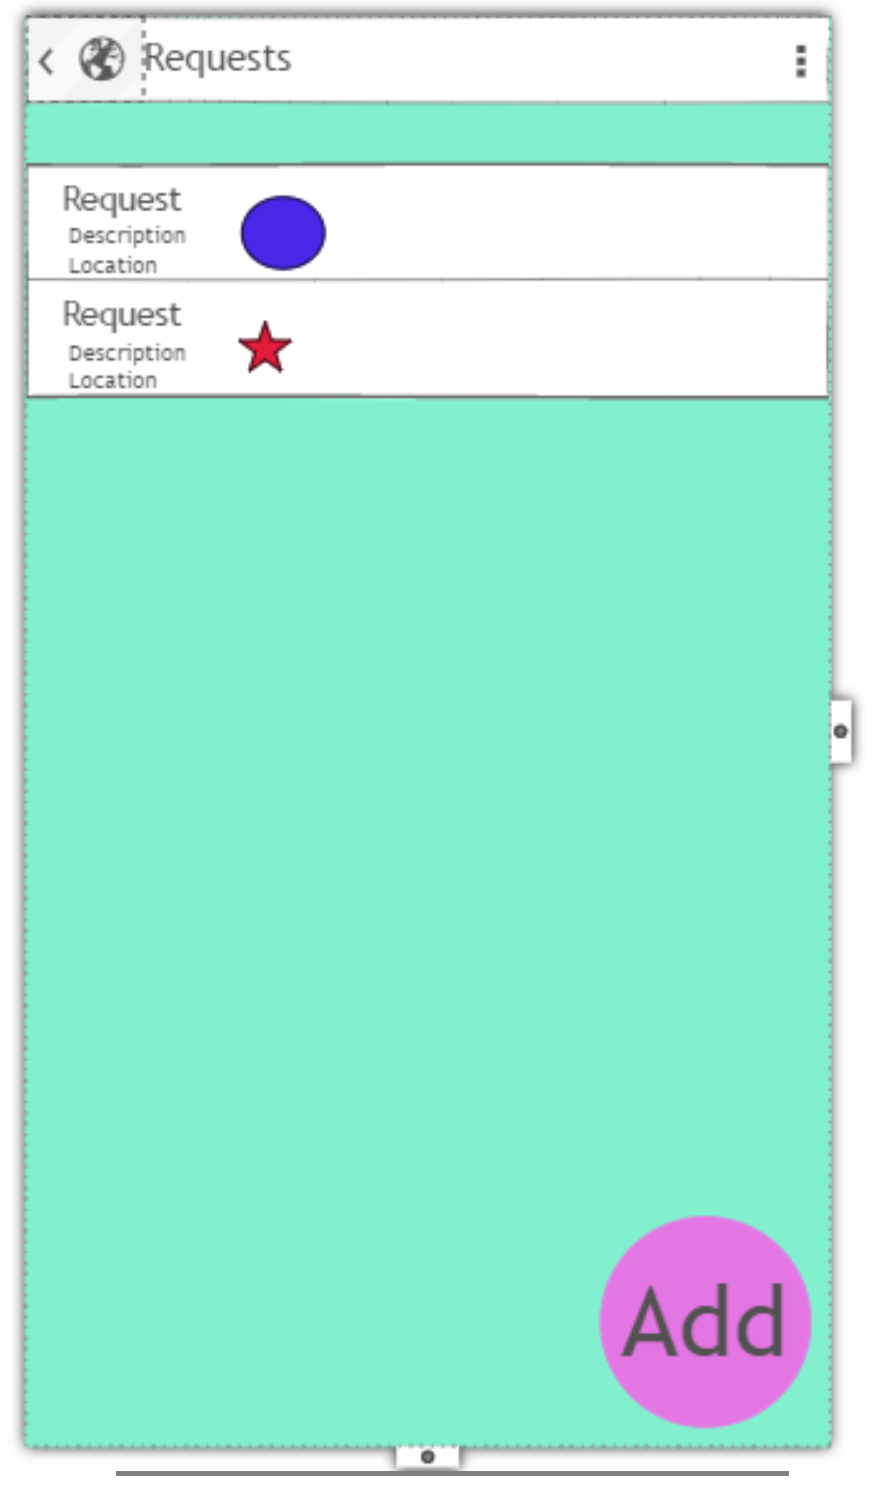 Requests
Request
Description
Location
Request
Description
Location
Add